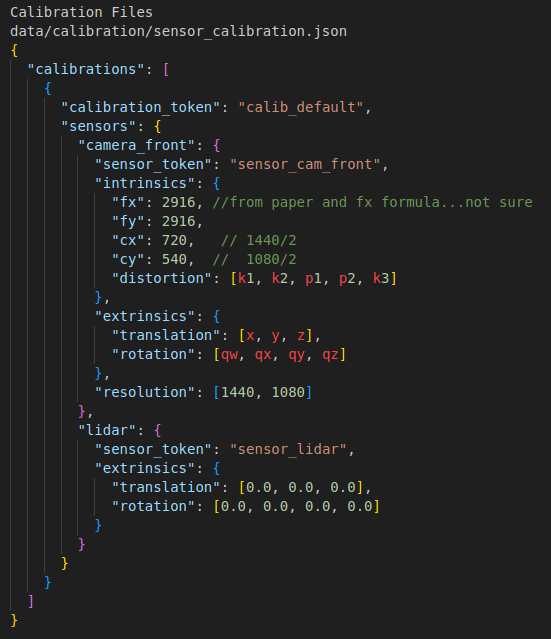 Calibration Files
data/calibration/sensor_calibration.json
{
  "calibrations": [
    {
      "calibration_token": "calib_default",
      "sensors": {
        "camera_front": {
          "sensor_token": "sensor_cam_front",
          "intrinsics": {
            "fx": 2916, //from paper and fx formula...not sure
            "fy": 2916,
            "cx": 720,   // 1440/2
            "cy": 540,  //  1080/2
            "distortion": [k1, k2, p1, p2, k3]
          },
          "extrinsics": {
            "translation": [x, y, z],
            "rotation": [qw, qx, qy, qz]
          },
          "resolution": [1440, 1080]
        },
        "lidar": {
          "sensor_token": "sensor_lidar",
          "extrinsics": {
            "translation": [0.0, 0.0, 0.0],
            "rotation": [0.0, 0.0, 0.0, 0.0]
          }
        }
      }
    }
  ]
}